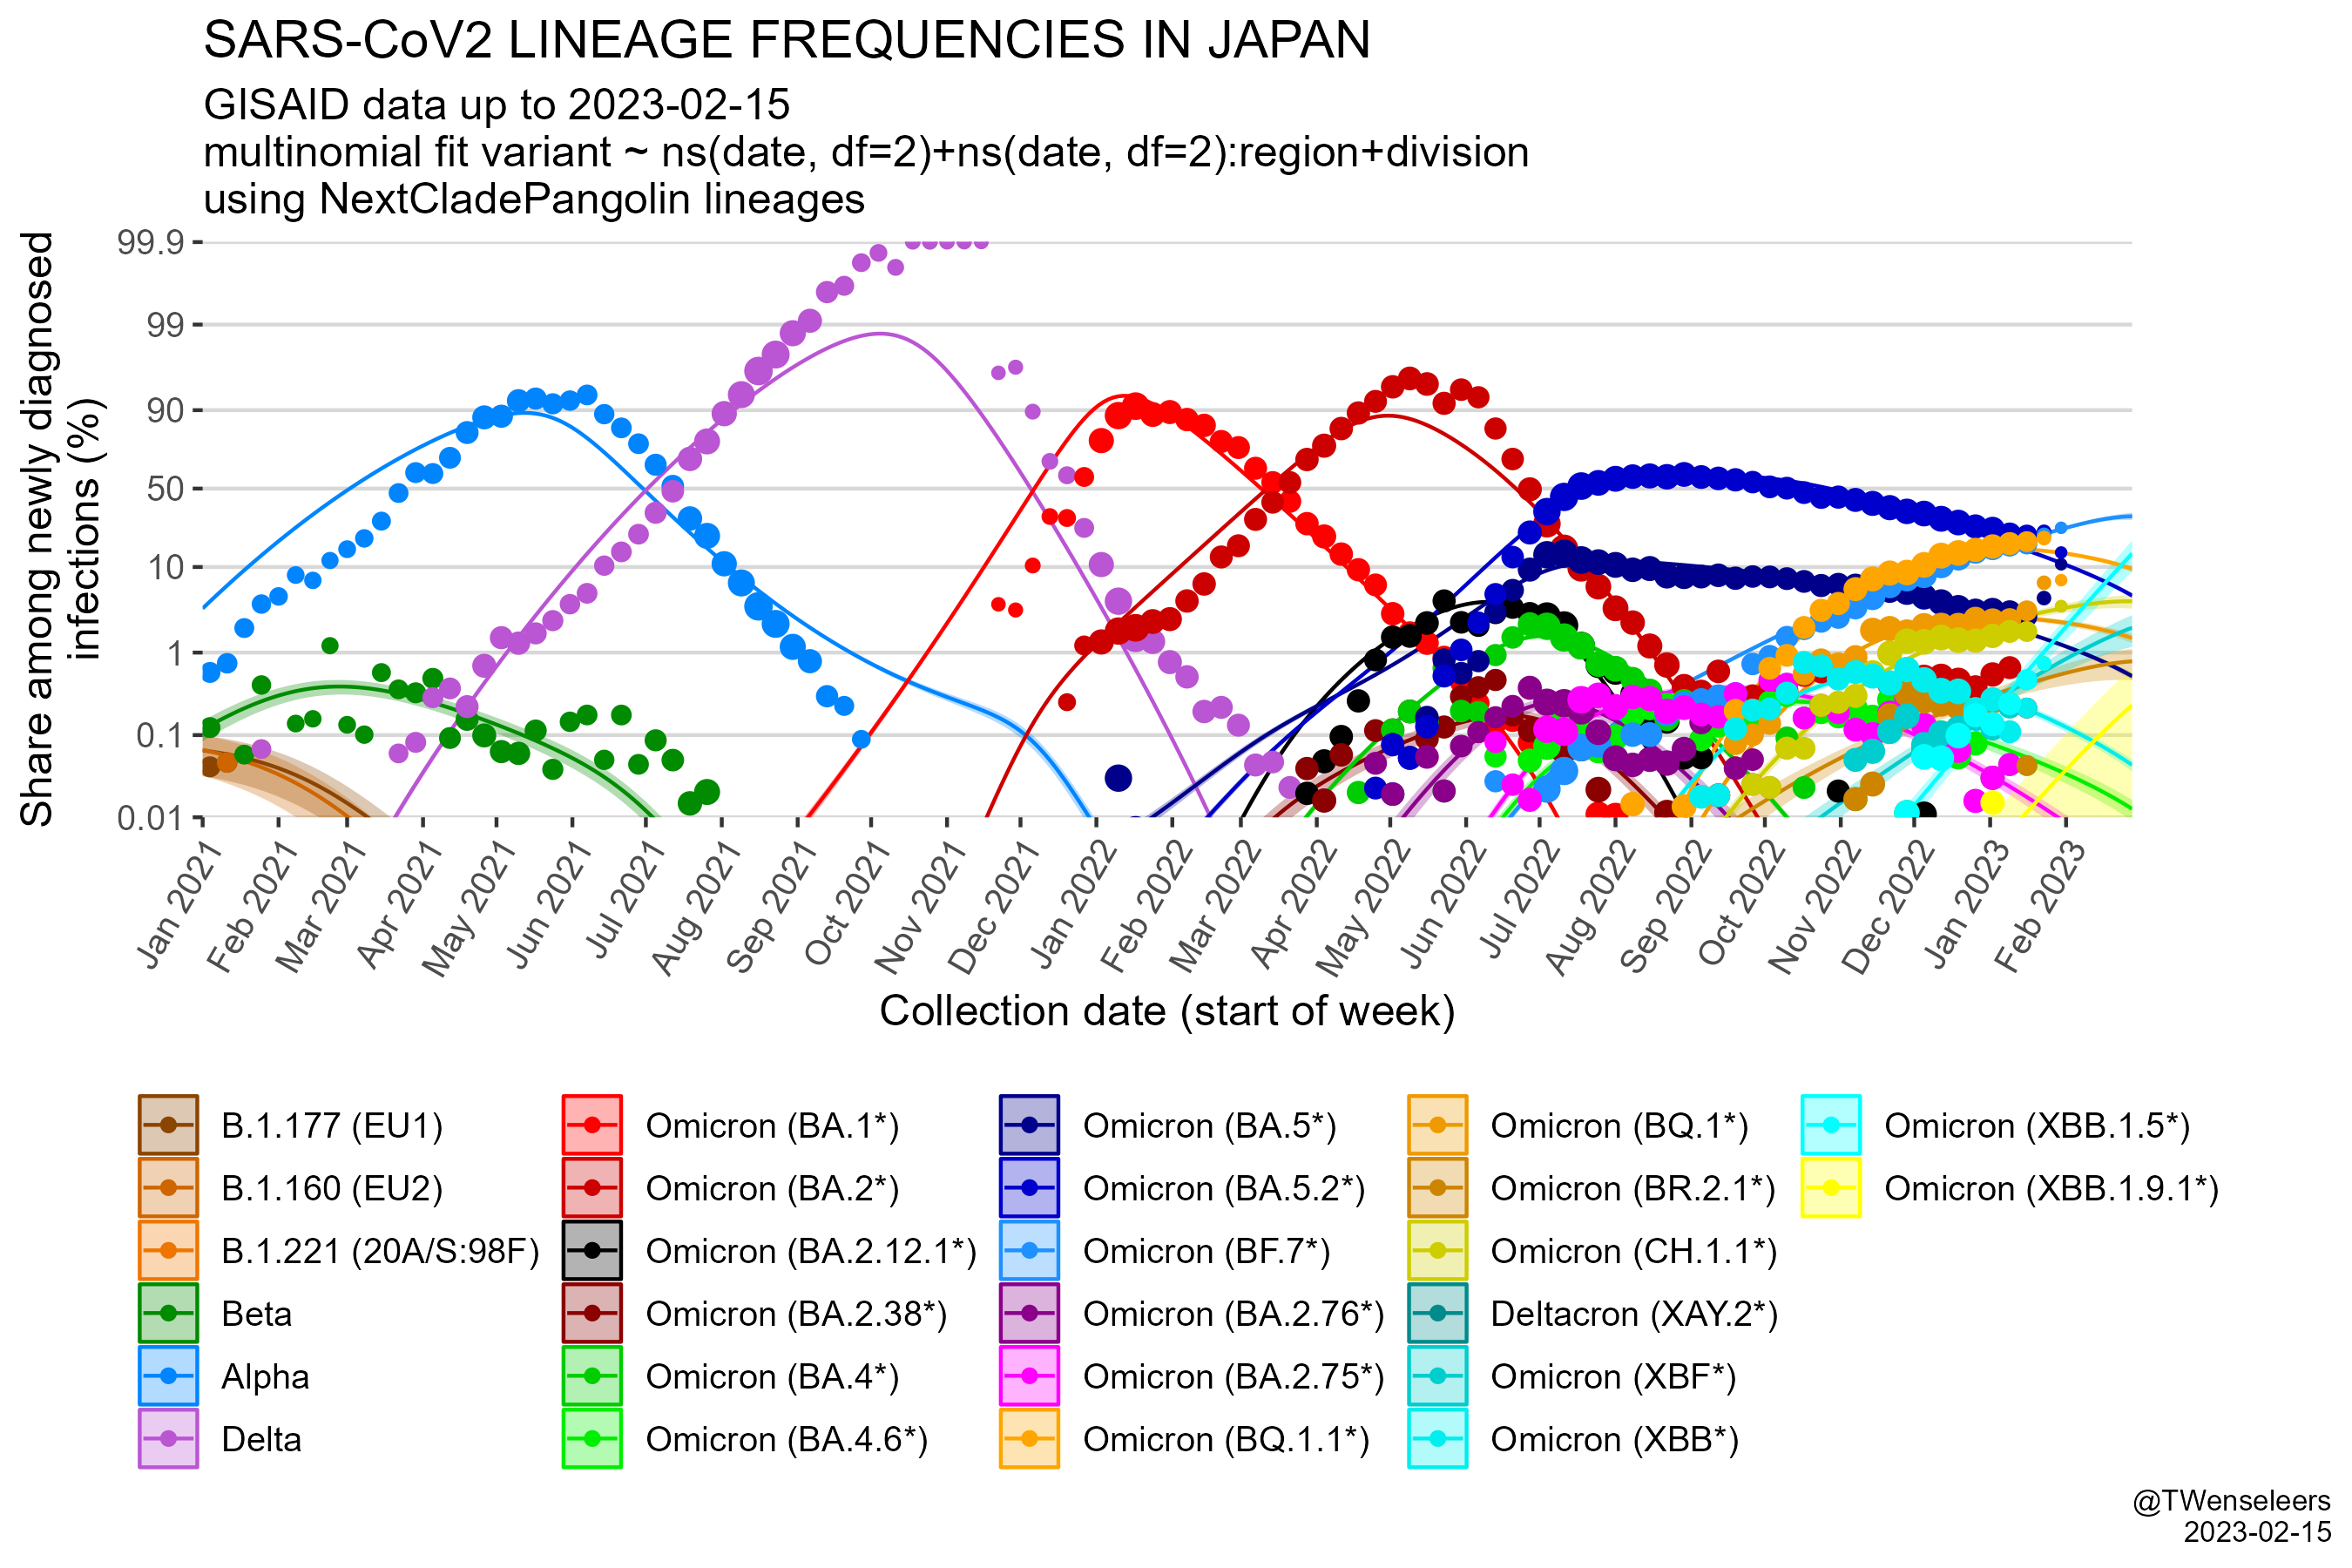 SARS-CoV2 LINEAGE FREQUENCIES IN JAPAN
GISAID data up to 2023-02-15
multinomial fit variant ~ ns(date, df=2)+ns(date, df=2):region+division
using NextCladePangolin lineages
Share among newly diagnosed
infections (%)
99.9
99
90
50
10
1
0.1
0.01
Jan 2021
Feb 2021
Mar 2021
Apr 2021
May 2021
Jun 2021
Jul 2021
Aug 2021
Sep 2021
Oct 2021
Nov 2021
Dec 2021
Jan 2022
Feb 2022
Mar 2022
Apr 2022
May 2022
Jun 2022
Jul 2022
Aug 2022
Sep 2022
Oct 2022
Nov 2022
Dec 2022
Jan 2023
Feb 2023
Collection date (start of week)
B.1.177 (EU1)
B.1.160 (EU2)
B.1.221 (20A/S:98F)
Beta
Alpha
Delta
Omicron (BA.1*)
Omicron (BA.2*)
Omicron (BA.2.12.1*)
Omicron (BA.2.38*)
Omicron (BA.4*)
Omicron (BA.4.6*)
Omicron (BA.5*)
Omicron (BA.5.2*)
Omicron (BF.7*)
Omicron (BA.2.76*)
Omicron (BA.2.75*)
Omicron (BQ.1.1*)
Omicron (BQ.1*)
Omicron (BR.2.1*)
Omicron (CH.1.1*)
Deltacron (XAY.2*)
Omicron (XBF*)
Omicron (XBB*)
Omicron (XBB.1.5*)
Omicron (XBB.1.9.1*)
@TWenseleers
2023-02-15